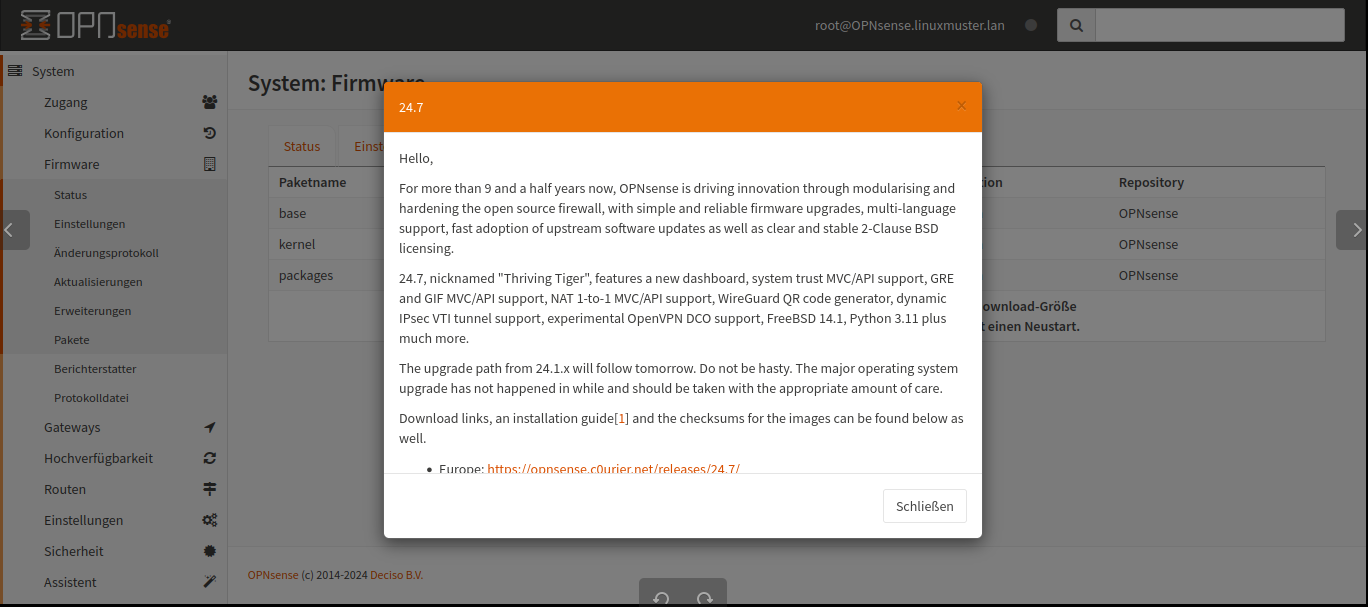 OPNsense
root@OPNsense.linuxmuster.lan
System
Zugang
Konfiguration
Firmware
Status
Einstellungen
Änderungsprotokoll
Aktualisierungen
Erweiterungen
Pakete
Berichterstatter
Protokolldatei
Gateways
Hochverfügbarkeit
Routen
Einstellungen
Sicherheit
Assistent
System: Firmware
Status
Paketname
Repository
base
OPNsense
kernel
OPNsense
packages
OPNsense
einen Neustart.
24.7
×
Hello,
For more than 9 and a half years now, OPNsense is driving innovation through modularising and
hardening the open source firewall, with simple and reliable firmware upgrades, multi-language
support, fast adoption of upstream software updates as well as clear and stable 2-Clause BSD
licensing.
24.7, nicknamed "Thriving Tiger", features a new dashboard, system trust MVC/API support, GRE
and GIF MVC/API support, NAT 1-to-1 MVC/API support, WireGuard QR code generator, dynamic
IPsec VTI tunnel support, experimental OpenVPN DCO support, FreeBSD 14.1, Python 3.11 plus
much more.
The upgrade path from 24.1.x will follow tomorrow. Do not be hasty. The major operating system
upgrade has not happened in while and should be taken with the appropriate amount of care.
Download links, an installation guide[1] and the checksums for the images can be found below as
well.
• Europe: https://opnsense.c0urier.net/releases/24.7/
Schließen
OPNsense (c) 2014-2024 Deciso B.V.